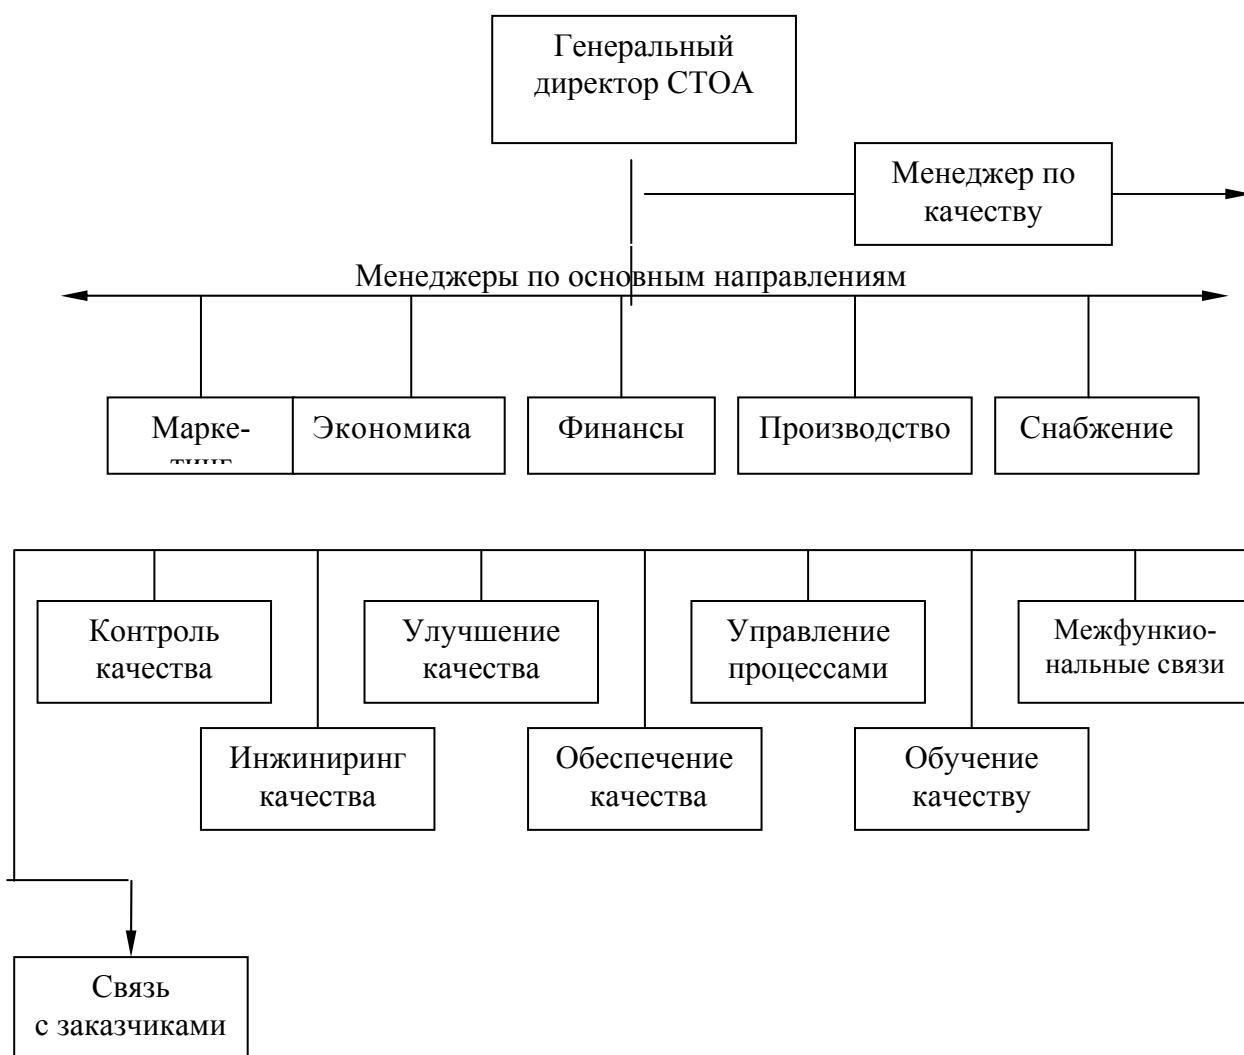 Генеральный
директор СТОА
Менеджер по
качеству
Менеджеры по основным направлениям
Марке-
тинг
Экономика
Финансы
Производство
Снабжение
Контроль
качества
Улучшение
качества
Управление
процессами
Межфункио-
нальные связи
Инжиниринг
качества
Обеспечение
качества
Обучение
качеству
Связь
с заказчиками